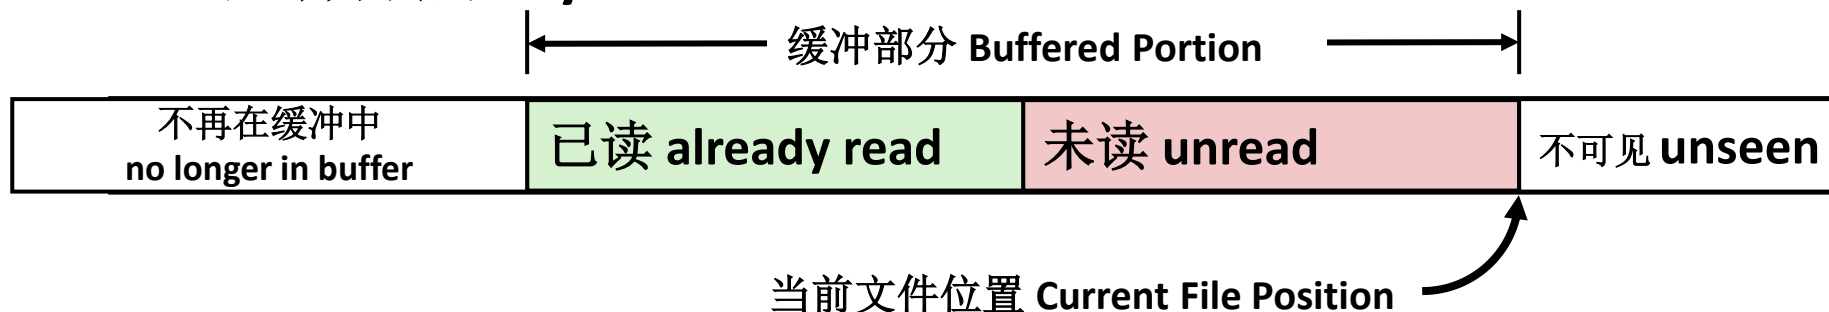 缓冲部分 Buffered Portion
不再在缓冲中
no longer in buffer
已读 already read
未读 unread
不可见 unseen
当前文件位置 Current File Position